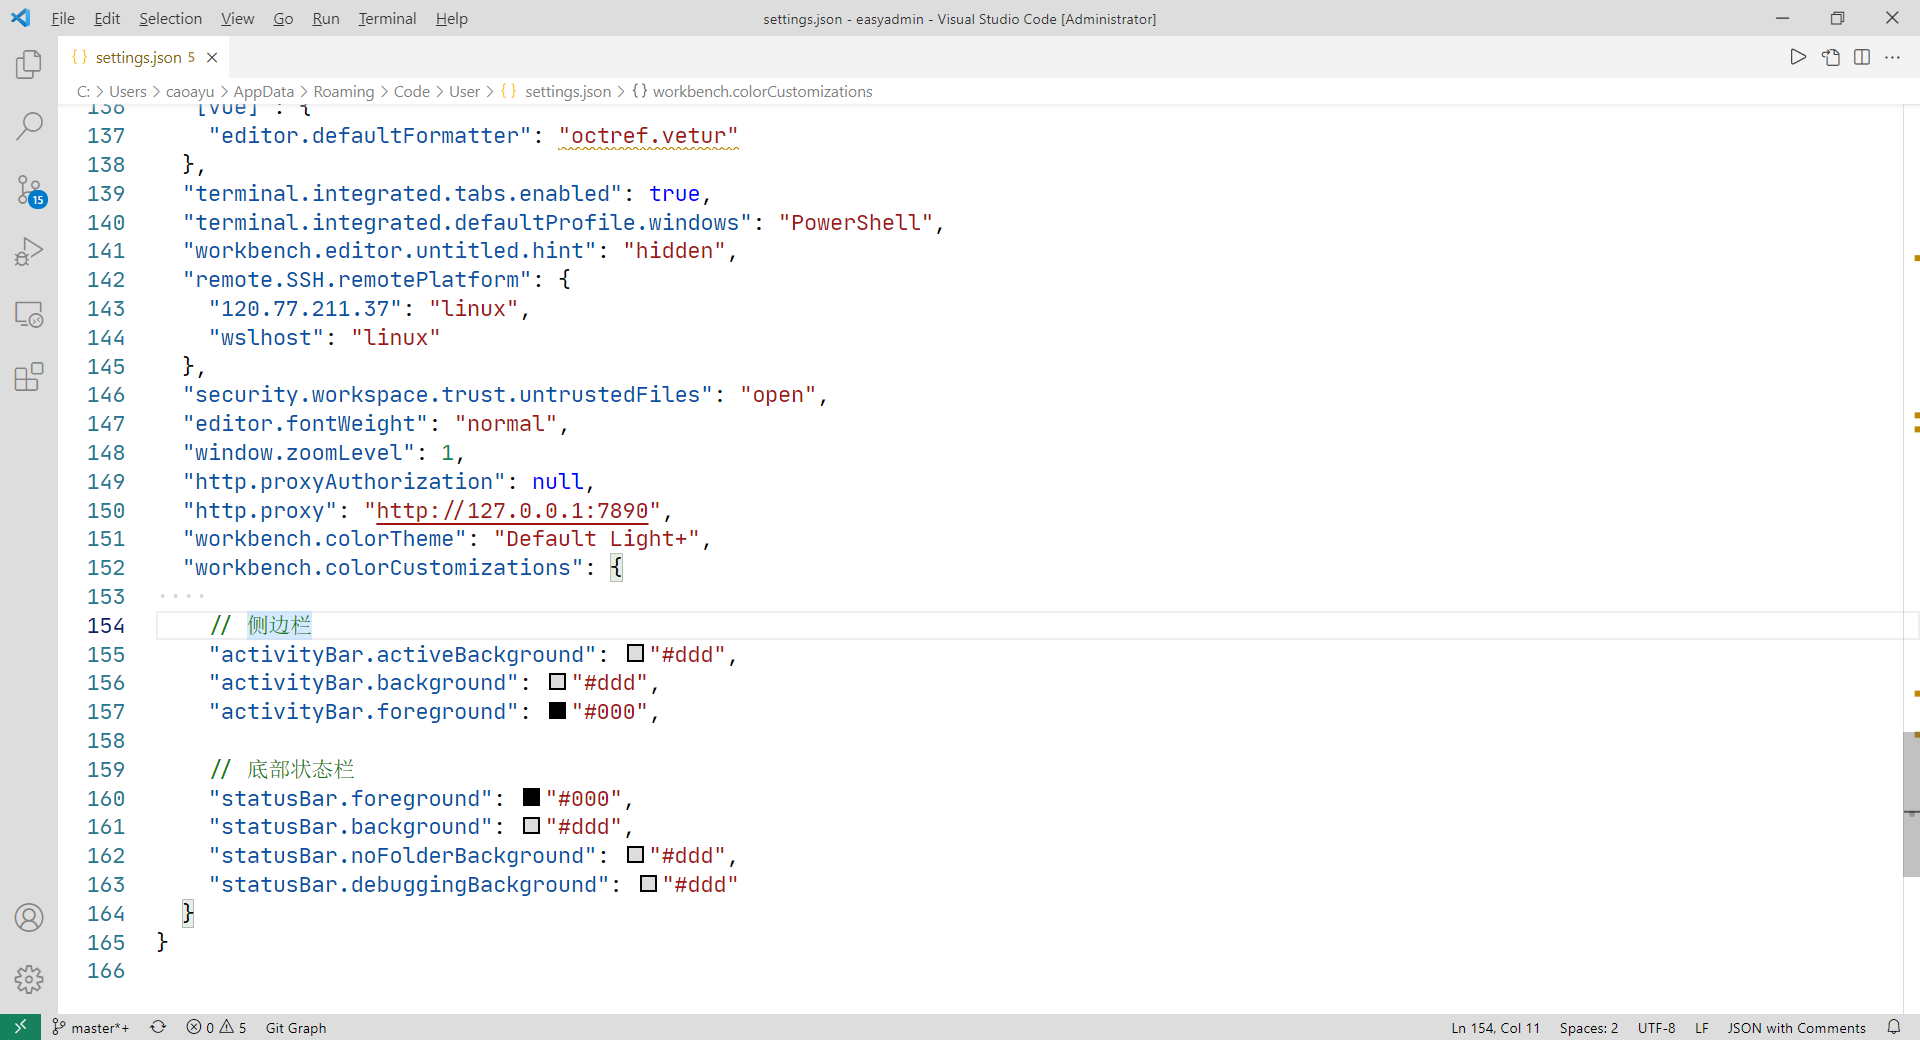 File Edit Selection View Go Run Terminal Help
settings.json - easyadmin - Visual Studio Code [Administrator]
{} settings.json 5
C: > Users > caoayu > AppData > Roaming > Code > User > {} settings.json > {} workbench.colorCustomizations
136 "[vue]": {
137 "editor.defaultFormatter": "octref.vetur"
138 },
139 "terminal.integrated.tabs.enabled": true,
140 "terminal.integrated.defaultProfile.windows": "PowerShell",
141 "workbench.editor.untitled.hint": "hidden",
142 "remote.SSH.remotePlatform": {
143 "120.77.211.37": "linux",
144 "wslhost": "linux"
145 },
146 "security.workspace.trust.untrustedFiles": "open",
147 "editor.fontWeight": "normal",
148 "window.zoomLevel": 1,
149 "http.proxyAuthorization": null,
150 "http.proxy": "http://127.0.0.1:7890",
151 "workbench.colorTheme": "Default Light+",
152 "workbench.colorCustomizations": {
153 ····
154 // 侧边栏
155 "activityBar.activeBackground": "#ddd",
156 "activityBar.background": "#ddd",
157 "activityBar.foreground": "#000",
158
159 // 底部状态栏
160 "statusBar.foreground": "#000",
161 "statusBar.background": "#ddd",
162 "statusBar.noFolderBackground": "#ddd",
163 "statusBar.debuggingBackground": "#ddd"
164 }
165 }
166
15
master*+ 0 5 Git Graph
Ln 154, Col 11 Spaces: 2 UTF-8 LF JSON with Comments